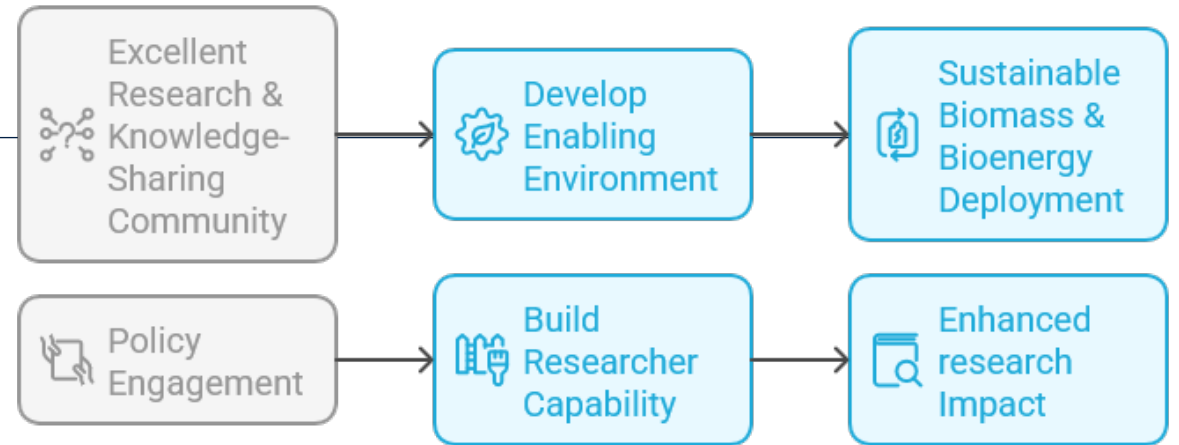 Excellent
Research &
Knowledge-
Sharing
Community
Develop
Enabling
Environment
Sustainable
Biomass &
Bioenergy
Deployment
Policy
Engagement
Build
Researcher
Capability
Enhanced
research
Impact